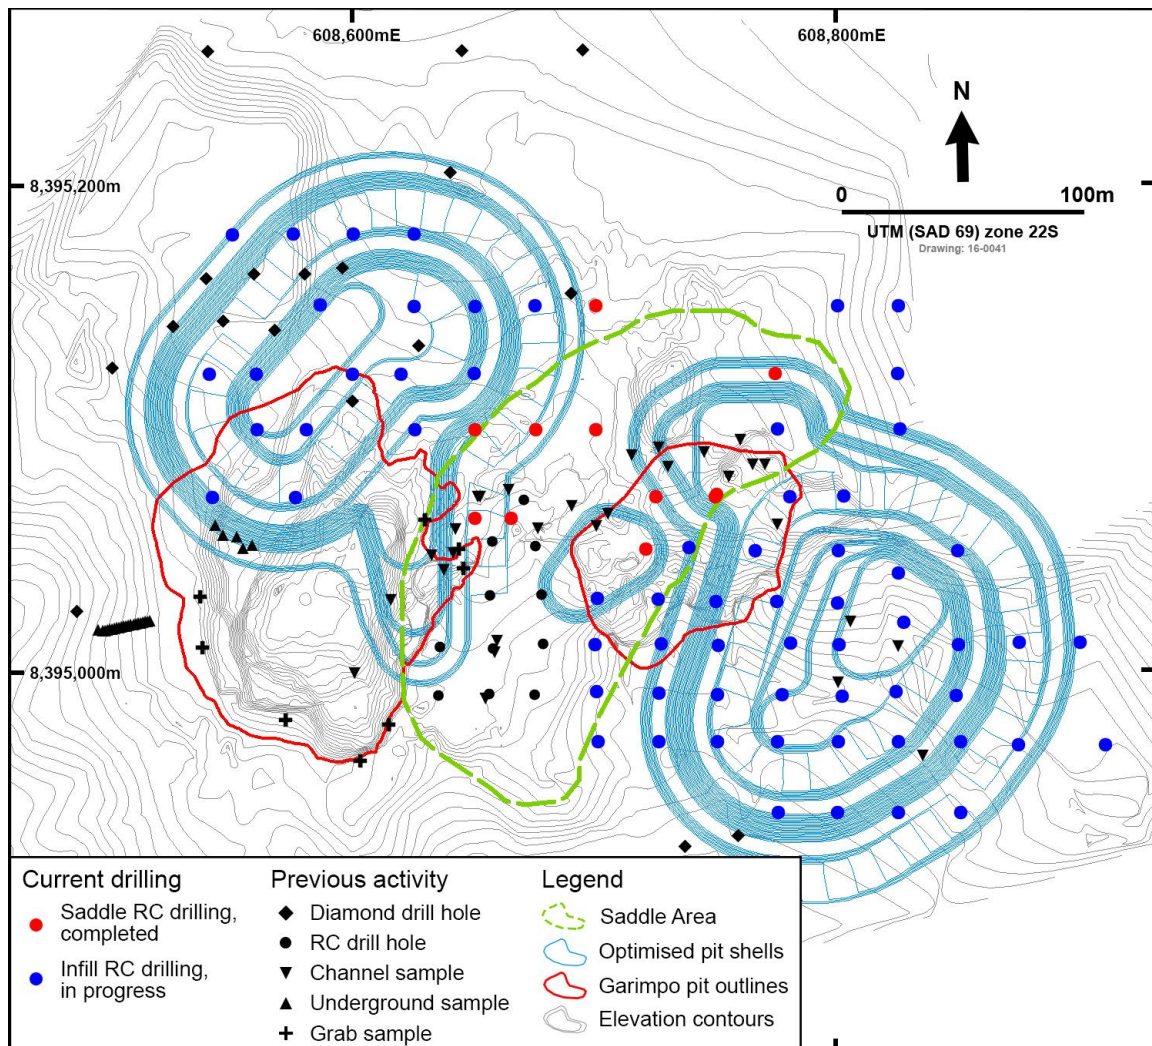 608,600mE
608,800mE
N
8,395,200m
0 100m
UTM (SAD 69) zone 22S
Drawing: 16-0041
8,395,000m
Current drilling
Saddle RC drilling,
completed
Infill RC drilling,
in progress
Previous activity
Diamond drill hole
RC drill hole
Channel sample
Underground sample
Grab sample
Legend
Saddle Area
Optimised pit shells
Garimpo pit outlines
Elevation contours